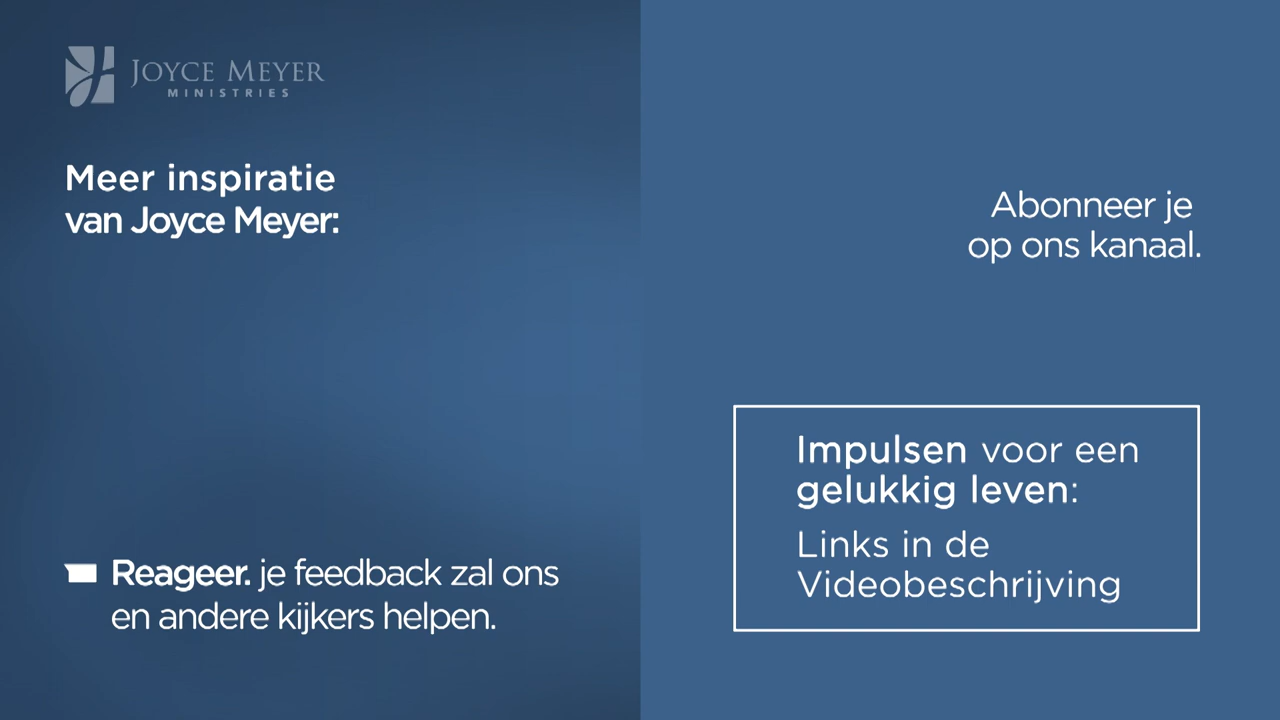 JOYCE MEYER
MINISTRIES
Meer inspiratie
van Joyce Meyer:
Abonneer je
op ons kanaal.
Impulsen voor een
gelukkig leven:
Links in de
Videobeschrijving
Reageer. je feedback zal ons
en andere kijkers helpen.